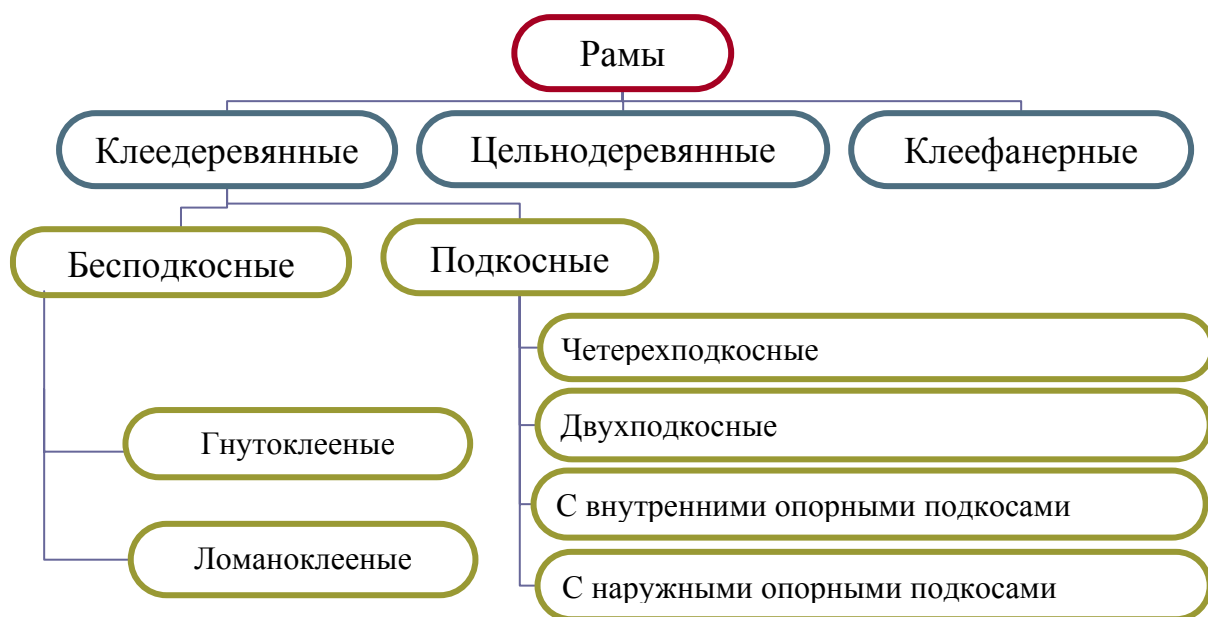 Рамы
Клеедеревянные
Цельнодеревянные
Клеефанерные
Бесподкосные
Подкосные
Четерехподкосные
Двухподкосные
Гнутоклееные
С внутренними опорными подкосами
Ломаноклееные
С наружными опорными подкосами